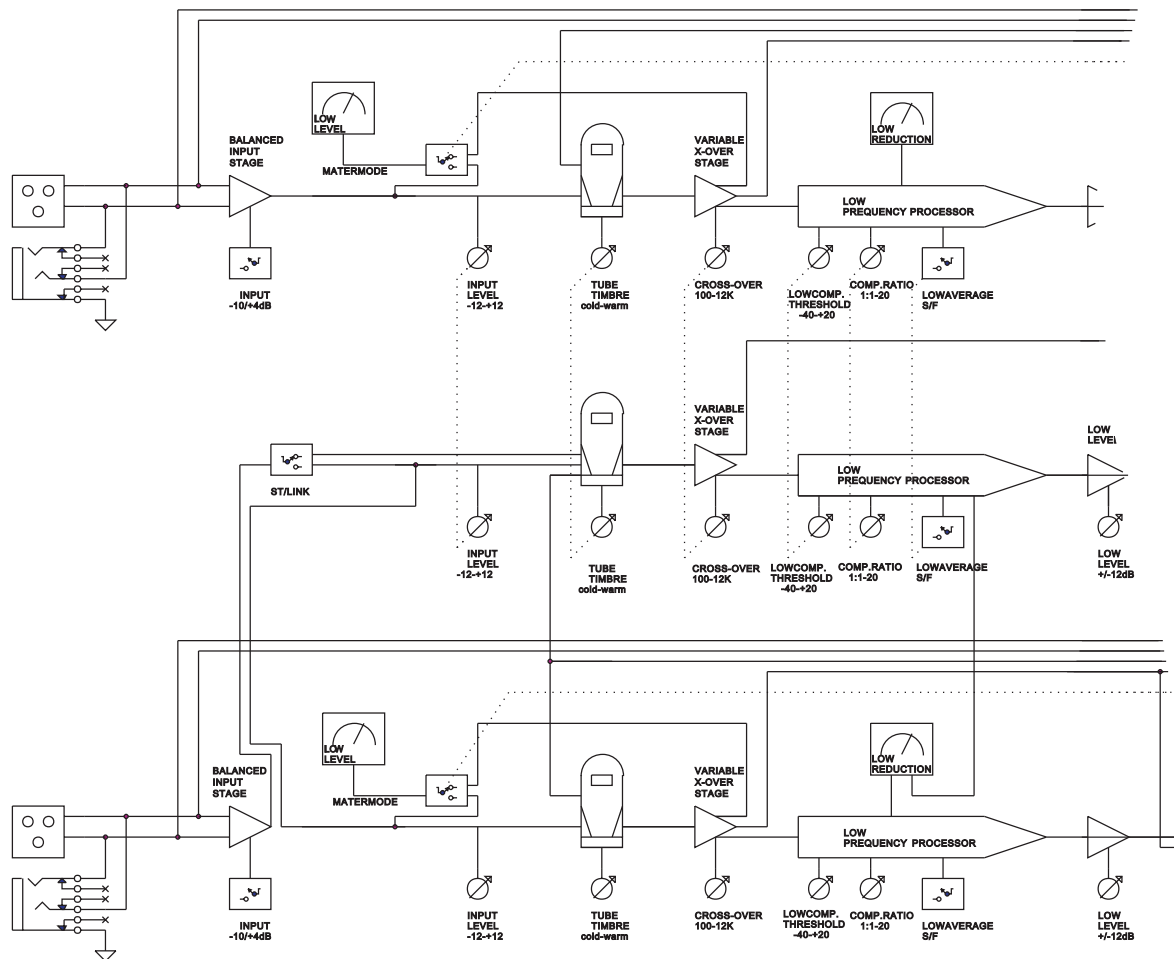 LOW
LEVEL
LOW
REDUCTION
BALANCED
INPUT
STAGE
MATERMODE
VARIABLE
X-OVER
STAGE
LOW
PREQUENCY PROCESSOR
INPUT
-10/+4dB
INPUT
LEVEL
-12-+12
TUBE
TIMBRE
cold-warm
CROSS-OVER
100-12K
LOWCOMP.
THRESHOLD
-40-+20
COMP.RATIO
1:1-20
LOWAVERAGE
S/F
VARIABLE
X-OVER
STAGE
LOW
LEVEL
ST/LINK
LOW
PREQUENCY PROCESSOR
INPUT
LEVEL
-12-+12
TUBE
TIMBRE
cold-warm
CROSS-OVER
100-12K
LOWCOMP.
THRESHOLD
-40-+20
COMP.RATIO
1:1-20
LOWAVERAGE
S/F
LOW
LEVEL
+/-12dB
LOW
LEVEL
LOW
REDUCTION
BALANCED
INPUT
STAGE
MATERMODE
VARIABLE
X-OVER
STAGE
LOW
PREQUENCY PROCESSOR
INPUT
-10/+4dB
INPUT
LEVEL
-12-+12
TUBE
TIMBRE
cold-warm
CROSS-OVER
100-12K
LOWCOMP.
THRESHOLD
-40-+20
COMP.RATIO
1:1-20
LOWAVERAGE
S/F
LOW
LEVEL
+/-12dB